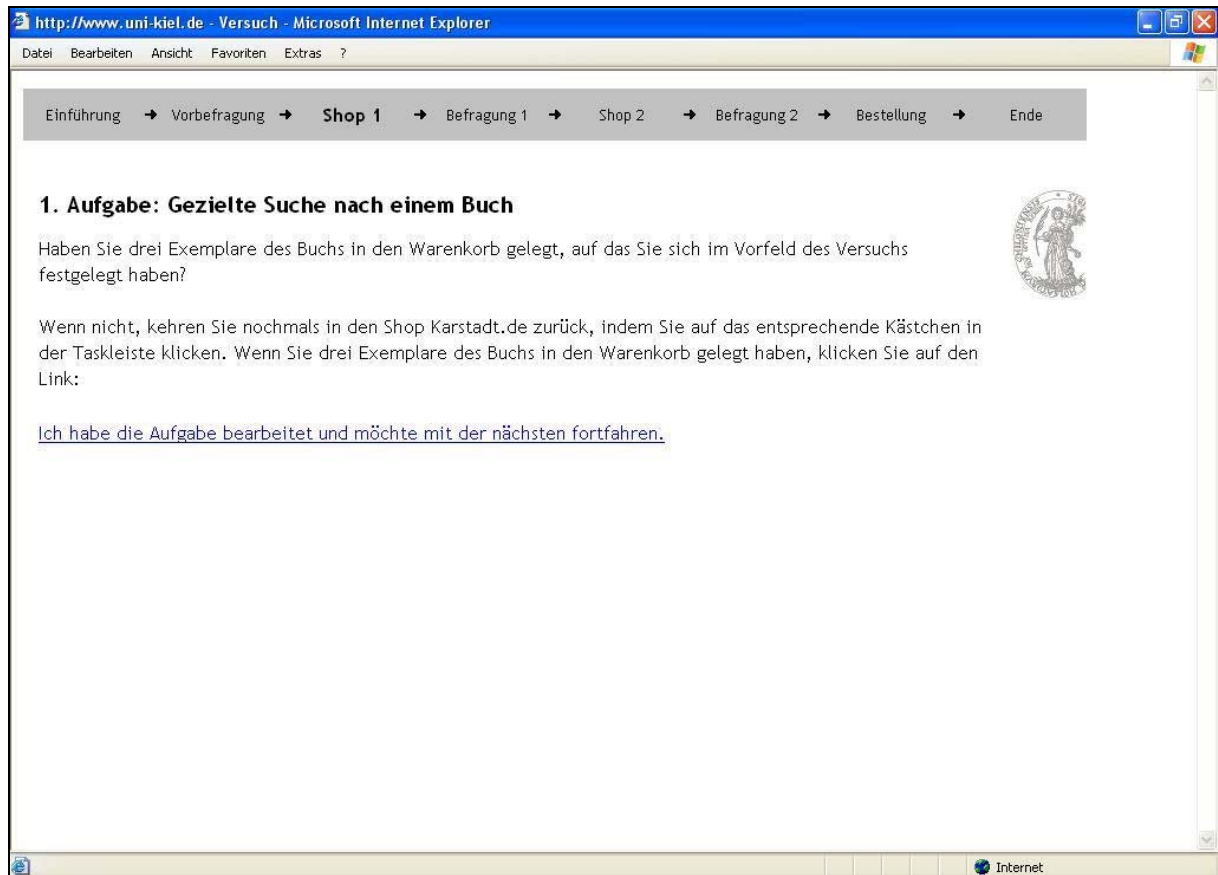 http://www.uni-kiel.de - Versuch - Microsoft Internet Explorer
Datei Bearbeiten Ansicht Favoriten Extras ?
Einführung → Vorbefragung → Shop 1 → Befragung 1 → Shop 2 → Befragung 2 → Bestellung → Ende
1. Aufgabe: Gezielte Suche nach einem Buch
Haben Sie drei Exemplare des Buchs in den Warenkorb gelegt, auf das Sie sich im Vorfeld des Versuchs
festgelegt haben?
Wenn nicht, kehren Sie nochmals in den Shop Karstadt.de zurück, indem Sie auf das entsprechende Kästchen in
der Taskleiste klicken. Wenn Sie drei Exemplare des Buchs in den Warenkorb gelegt haben, klicken Sie auf den
Link:
Ich habe die Aufgabe bearbeitet und möchte mit der nächsten fortfahren.
Internet